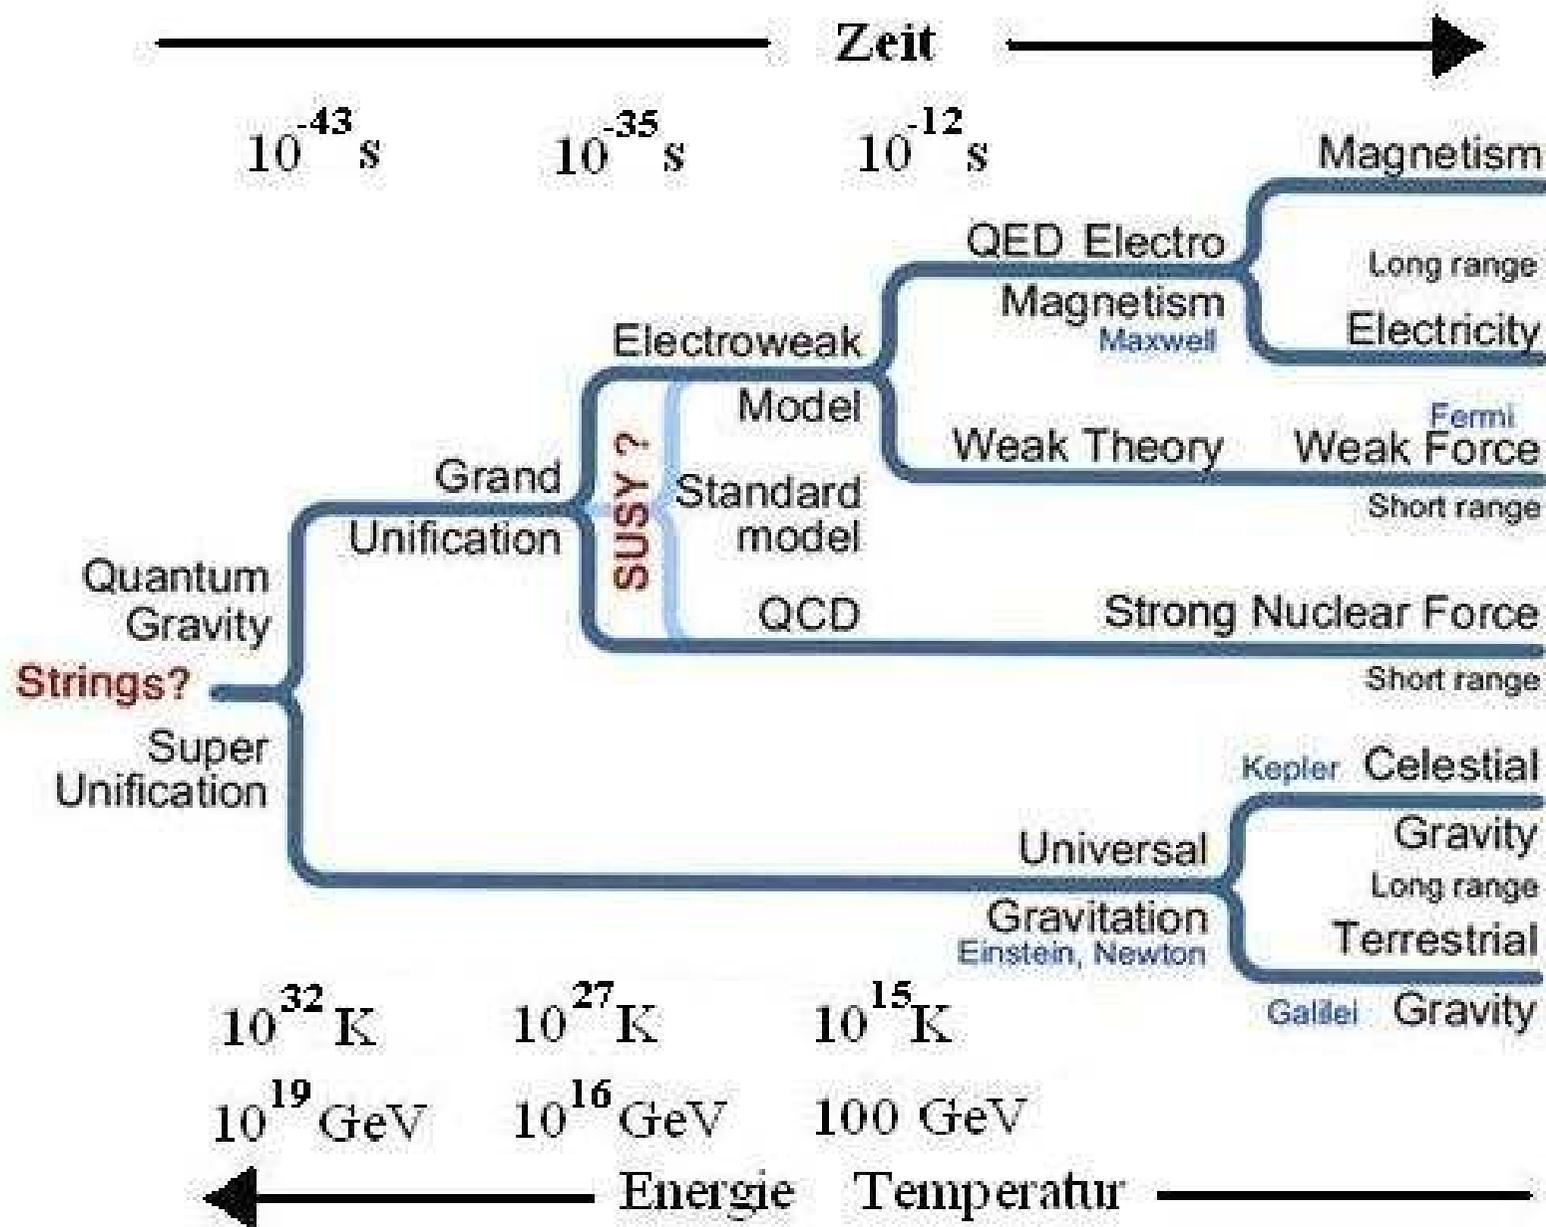 Zeit
10^-43 s 10^-35 s 10^-12 s
Magnetism
QED Electro
Long range
Magnetism
Maxwell
Electricity
Electroweak
Model
Fermi
Weak Theory
Weak Force
Short range
Grand
Unification
SUSY ?
Standard
model
Quantum
Gravity
QCD
Strong Nuclear Force
Short range
Strings?
Super
Unification
Kepler Celestial
Gravity
Long range
Universal
Gravitation
Einstein, Newton
Terrestrial
Galilei Gravity
10^32 K 10^27 K 10^15 K
10^19 GeV 10^16 GeV 100 GeV
Energie Temperatur